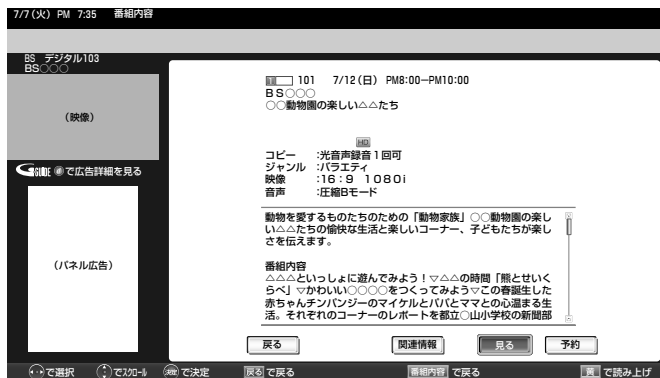 7/7(火) PM 7:35 番組内容
BS デジタル103
BS○○○
(映像)
GGUIDE で広告詳細を見る
(パネル広告)
101 7/12(日) PM8:00−PM10:00
BS○○○
○○動物園の楽しい△△たち
HD
コピー :光音声録音1回可
ジャンル :バラエティ
映像 :16:9 1080i
音声 :圧縮Bモード
動物を愛するものたちのための「動物家族」○○動物園の楽し
い△△たちの愉快な生活と楽しいコーナー、子どもたちが楽し
さを伝えます。
番組内容
△△△といっしょに遊んでみよう!▽△△の時間「熊とせいく
らべ」▽かわいい○○○○をつくってみよう▽この春誕生した
赤ちゃんチンパンジーのマイケルとパパとママとの心温まる生
活。それぞれのコーナーのレポートを都立○山小学校の新聞部
戻る 関連情報 見る 予約
で選択 でスクロール 決定 で決定 戻る で戻る 番組内容 で戻る 黄 で読み上げ